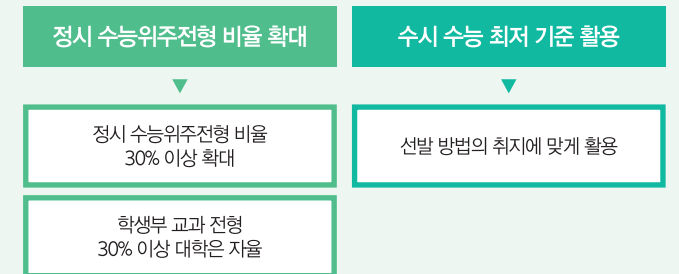 정시 수능위주전형 비율 확대
정시 수능위주전형 비율
30% 이상 확대
학생부 교과 전형
30% 이상 대학은 자율
수시 수능 최저 기준 활용
선발 방법의 취지에 맞게 활용